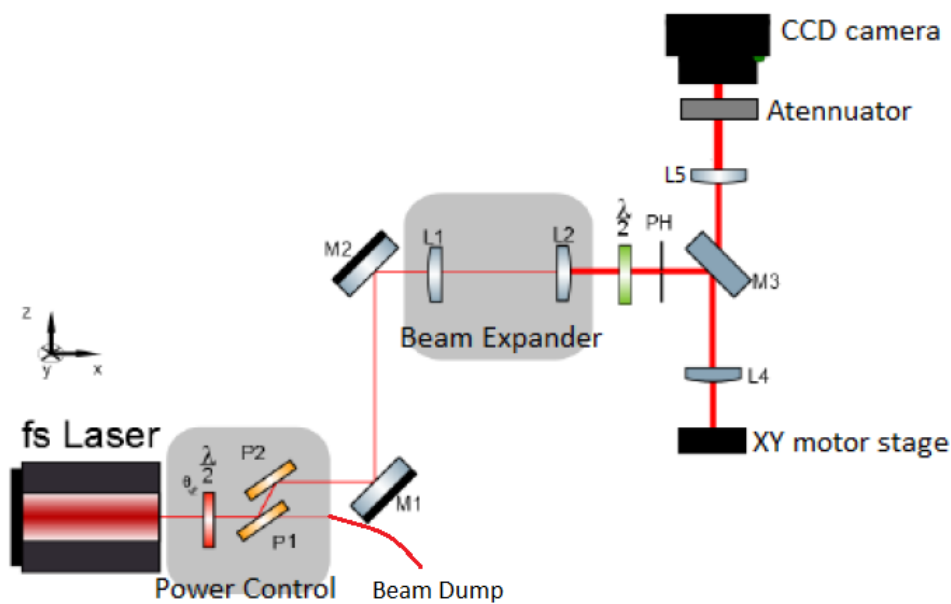 CCD camera
Atennuator
L5
λ
2
PH
M2
L1
L2
M3
Beam Expander
z
y
x
L4
fs Laser
XY motor stage
P2
λ
2
θ
M1
P1
Power Control
Beam Dump